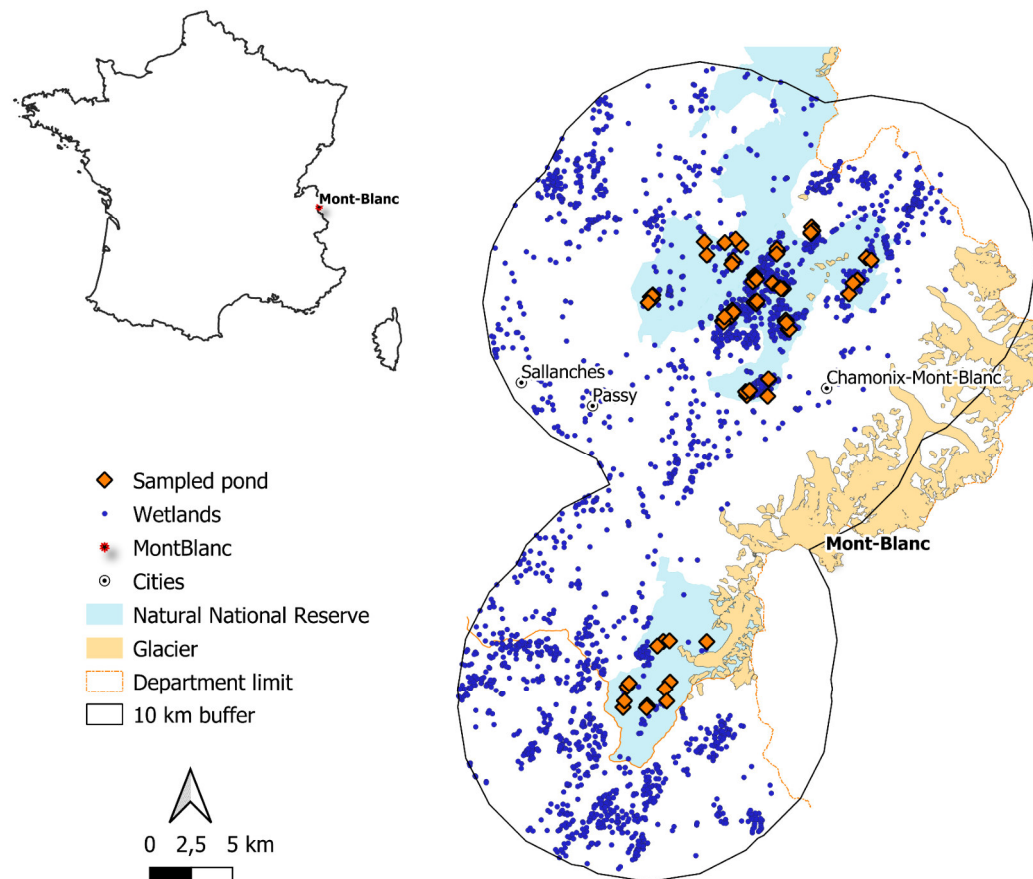 Mont-Blanc
Sallanches
Passy
Chamonix-Mont-Blanc
Mont-Blanc
Sampled pond
Wetlands
MontBlanc
Cities
Natural National Reserve
Glacier
Department limit
10 km buffer
0 2,5 5 km